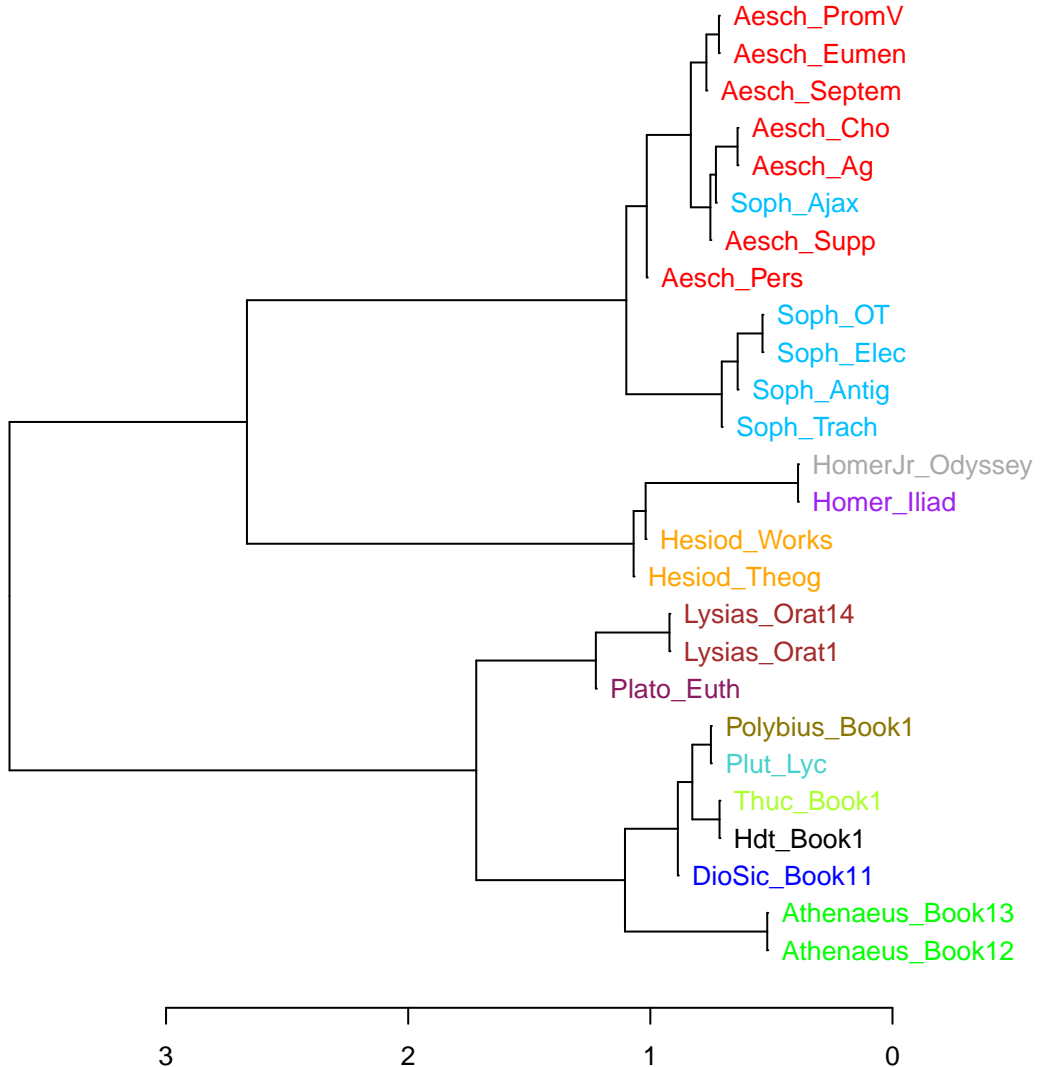 Aesch_PromV
Aesch_Eumen
Aesch_Septem
Aesch_Cho
Aesch_Ag
Soph_Ajax
Aesch_Supp
Aesch_Pers
Soph_OT
Soph_Elec
Soph_Antig
Soph_Trach
HomerJr_Odyssey
Homer_Iliad
Hesiod_Works
Hesiod_Theog
Lysias_Orat14
Lysias_Orat1
Plato_Euth
Polybius_Book1
Plut_Lyc
Thuc_Book1
Hdt_Book1
DioSic_Book11
Athenaeus_Book13
Athenaeus_Book12
3 2 1 0